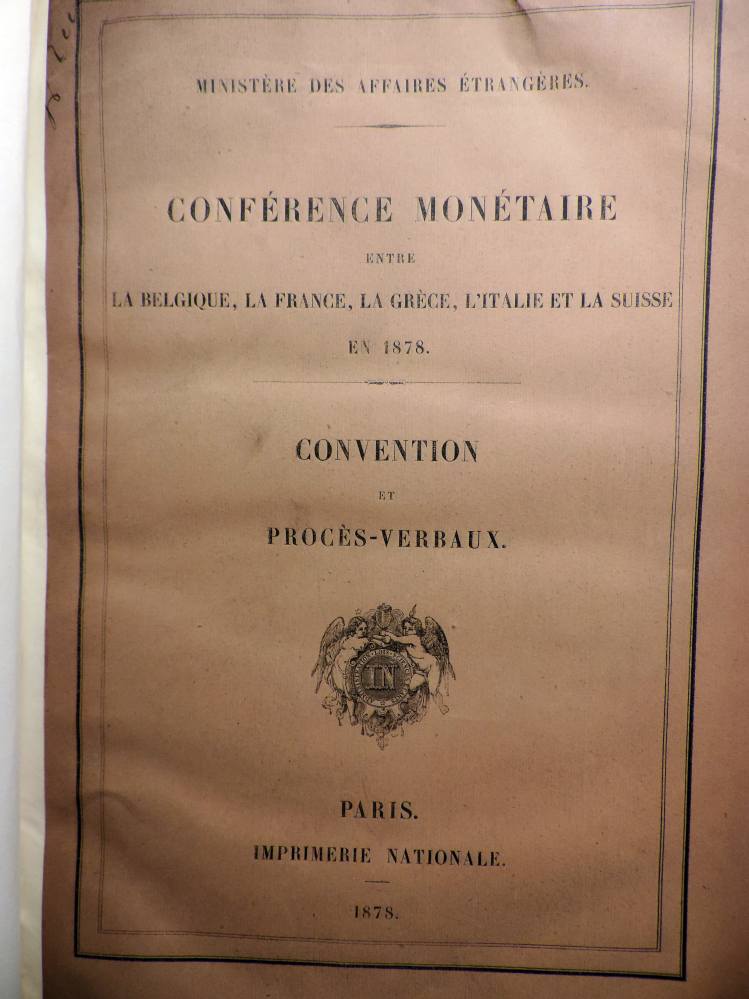 MINISTÈRE DES AFFAIRES ÉTRANGÈRES.
CONFÉRENCE MONÉTAIRE
ENTRE
LA BELGIQUE, LA FRANCE, LA GRÈCE, L'ITALIE ET LA SUISSE
EN 1878.
CONVENTION
ET
PROCÈS-VERBAUX.
IN
PARIS.
IMPRIMERIE NATIONALE.
1878.